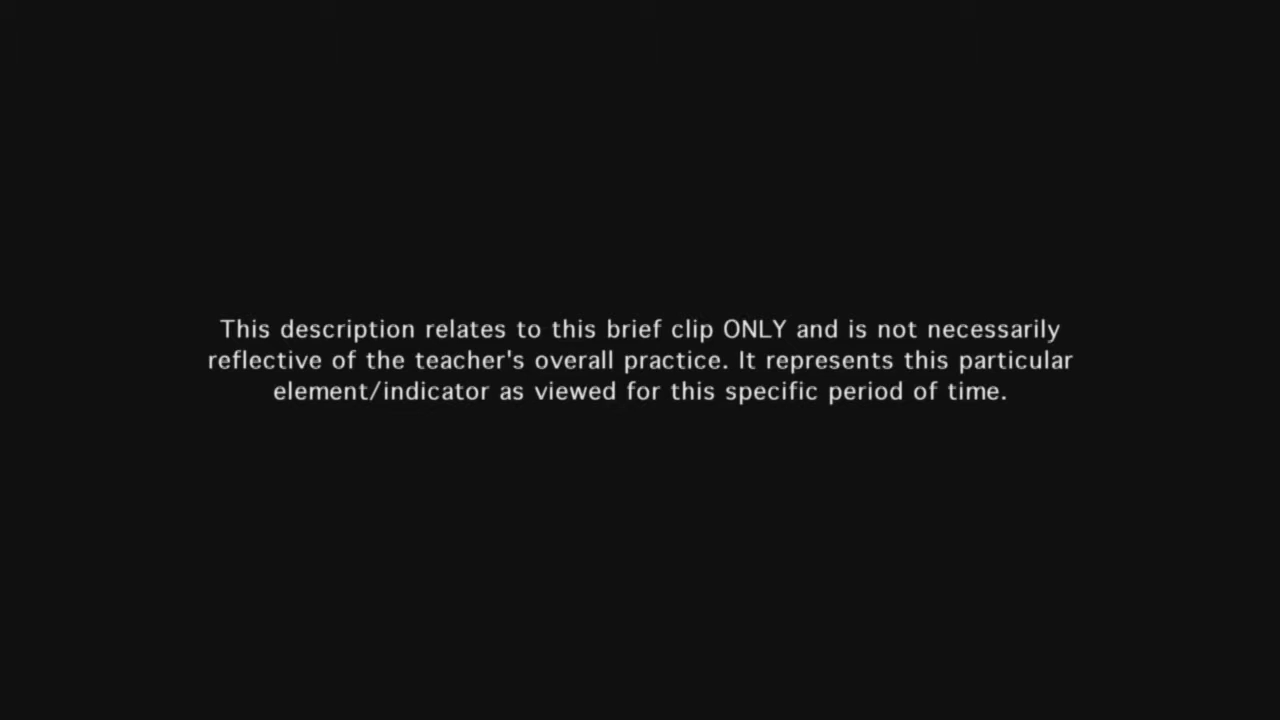 This description relates to this brief clip ONLY and is not necessarily
reflective of the teacher's overall practice. It represents this particular
element/indicator as viewed for this specific period of time.